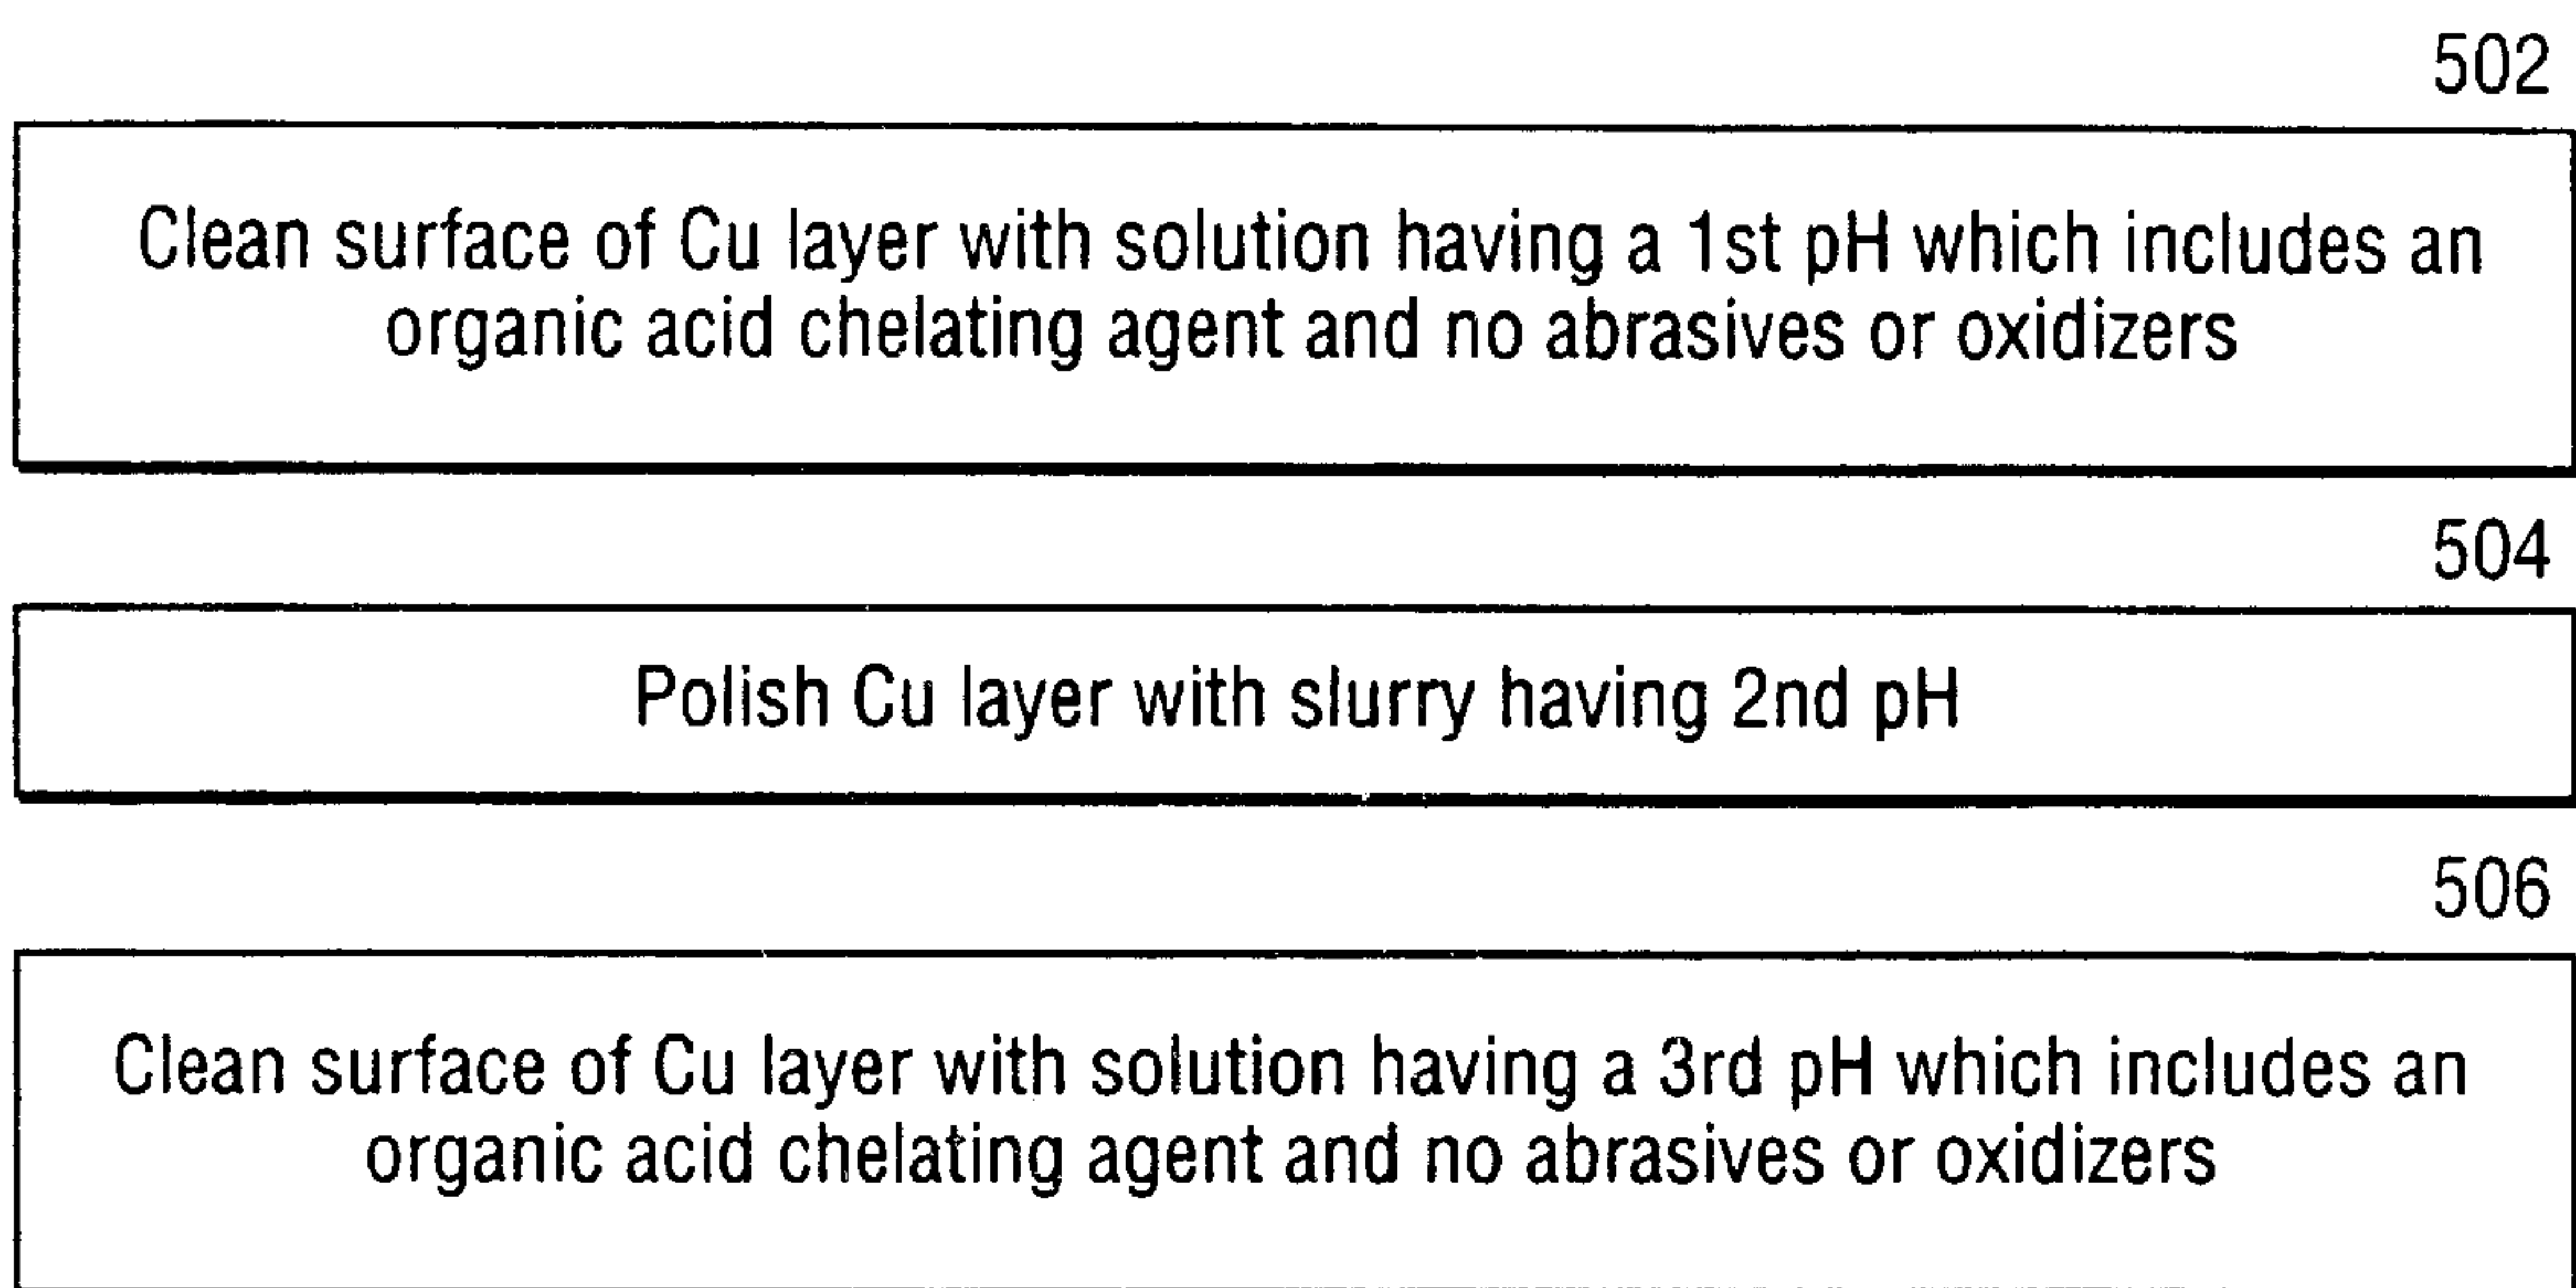 502
Clean surface of Cu layer with solution having a 1st pH which includes an
organic acid chelating agent and no abrasives or oxidizers
504
Polish Cu layer with slurry having 2nd pH
506
Clean surface of Cu layer with solution having a 3rd pH which includes an
organic acid chelating agent and no abrasives or oxidizers